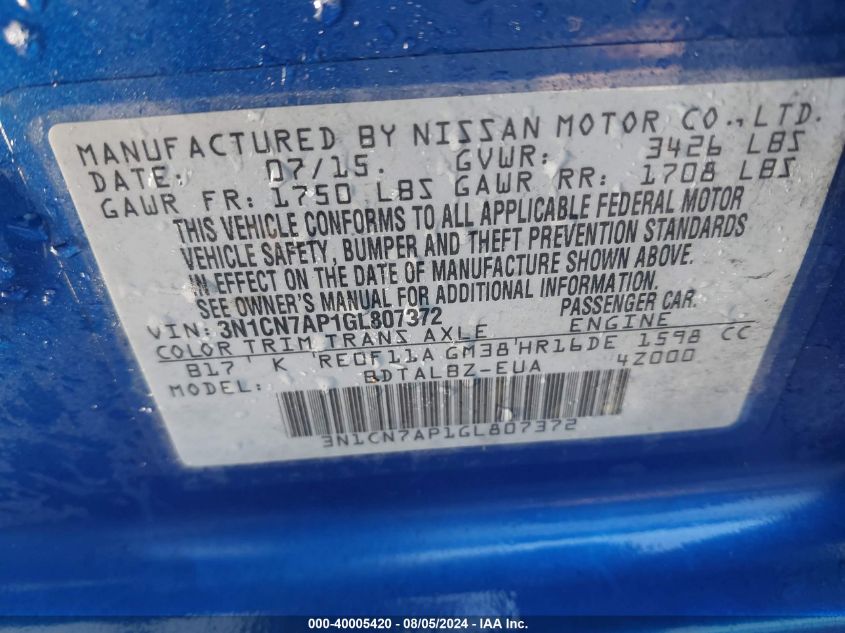 MANUFACTURED BY NISSAN MOTOR CO., LTD.
DATE: 07/15. GVWR: 3426 LBS
GAWR FR: 1750 LBS GAWR RR: 1708 LBS
THIS VEHICLE CONFORMS TO ALL APPLICABLE FEDERAL MOTOR
VEHICLE SAFETY, BUMPER AND THEFT PREVENTION STANDARDS
IN EFFECT ON THE DATE OF MANUFACTURE SHOWN ABOVE.
SEE OWNER'S MANUAL FOR ADDITIONAL INFORMATION.
VIN: 3N1CN7AP1GL807372 PASSENGER CAR.
COLOR TRIM TRANS AXLE ENGINE
B17 K RE0F11A GM38 HR16DE 1598 CC
MODEL: BDTALBZ-EUA 4Z000
3N1CN7AP1GL807372
000-40005420 - 08/05/2024 - IAA Inc.